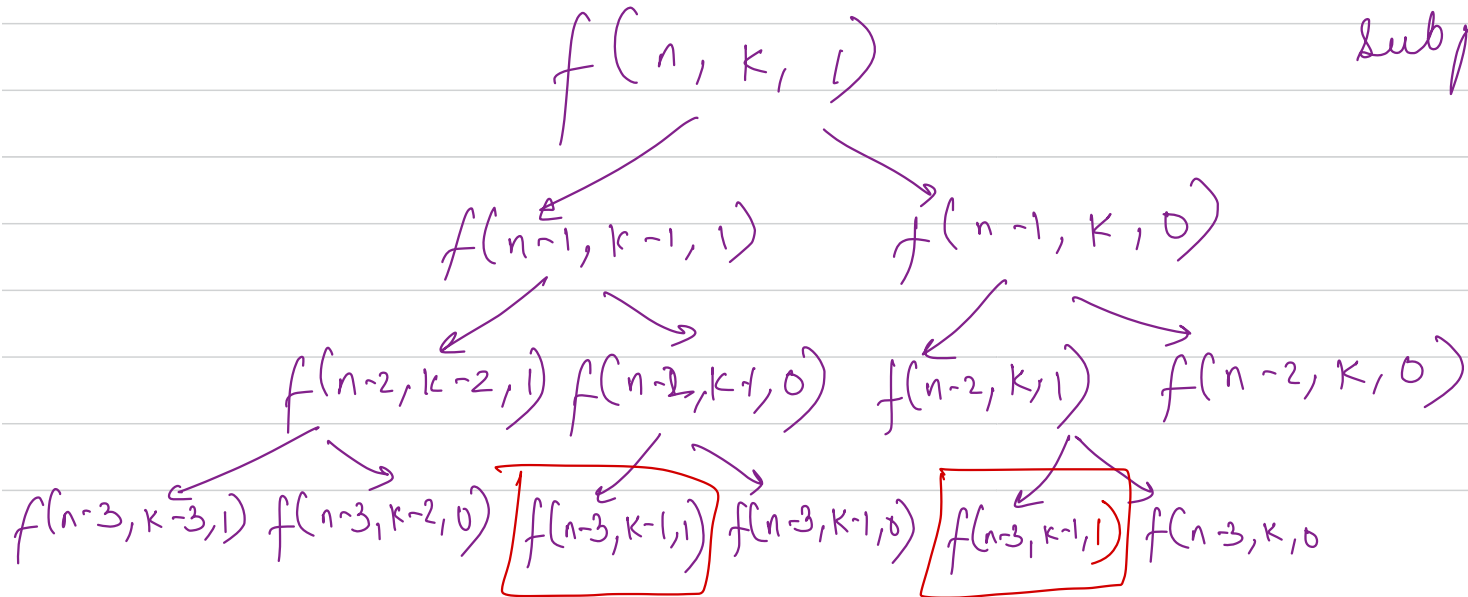 f(n, k, 1)
f(n-1, k-1, 1) f(n-1, k, 0)
f(n-2, k-2, 1) f(n-2, k-1, 0) f(n-2, k, 1) f(n-2, k, 0)
f(n-3, k-3, 1) f(n-3, k-2, 0) f(n-3, k-1, 1) f(n-3, k-1, 0) f(n-3, k-1, 1) f(n-3, k, 0